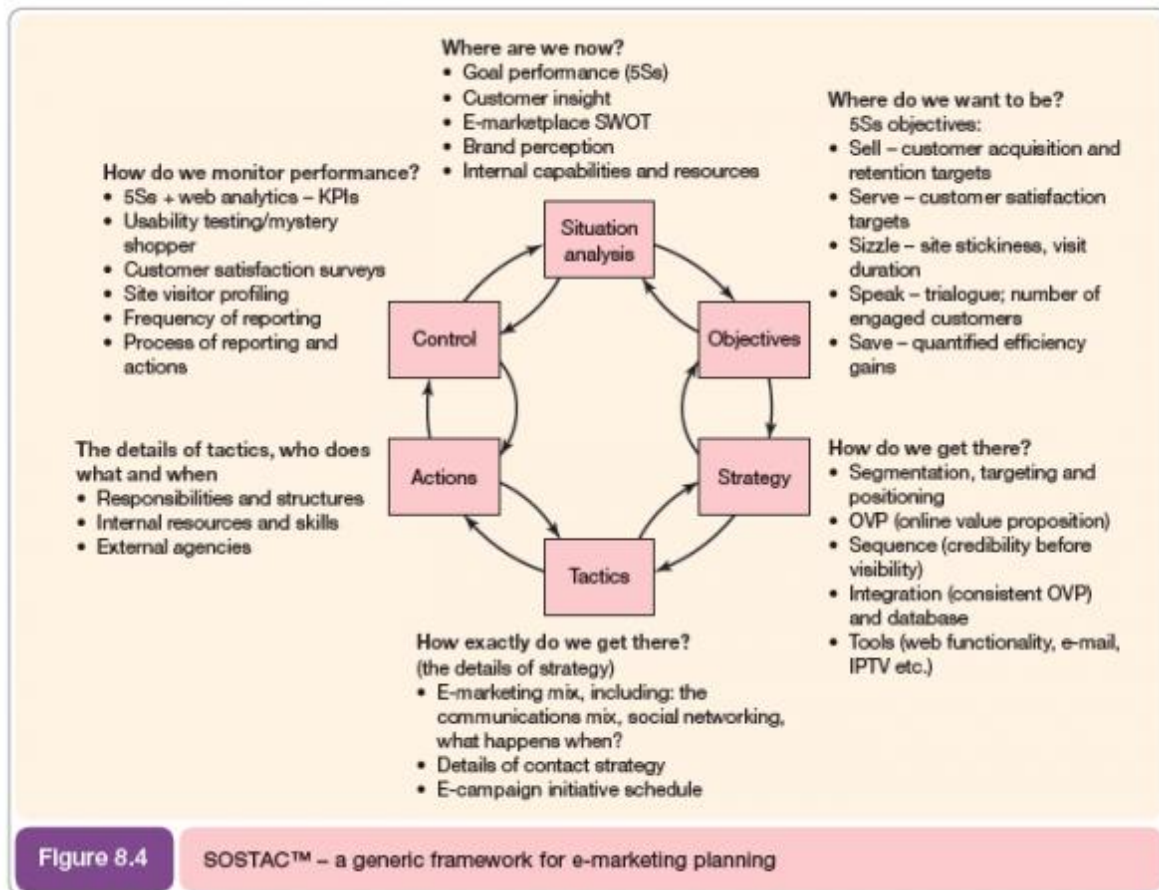 Where are we now?
• Goal performance (5Ss)
• Customer insight
• E-marketplace SWOT
• Brand perception
• Internal capabilities and resources
Where do we want to be?
5Ss objectives:
• Sell – customer acquisition and
retention targets
• Serve – customer satisfaction
targets
• Sizzle – site stickiness, visit
duration
• Speak – trialogue; number of
engaged customers
• Save – quantified efficiency
gains
How do we monitor performance?
• 5Ss + web analytics – KPIs
• Usability testing/mystery
shopper
• Customer satisfaction surveys
• Site visitor profiling
• Frequency of reporting
• Process of reporting and
actions
Situation
analysis
Control
Objectives
Actions
Strategy
Tactics
The details of tactics, who does
what and when
• Responsibilities and structures
• Internal resources and skills
• External agencies
How do we get there?
• Segmentation, targeting and
positioning
• OVP (online value proposition)
• Sequence (credibility before
visibility)
• Integration (consistent OVP)
and database
• Tools (web functionality, e-mail,
IPTV etc.)
How exactly do we get there?
(the details of strategy)
• E-marketing mix, including: the
communications mix, social networking,
what happens when?
• Details of contact strategy
• E-campaign initiative schedule
Figure 8.4
SOSTAC™ – a generic framework for e-marketing planning